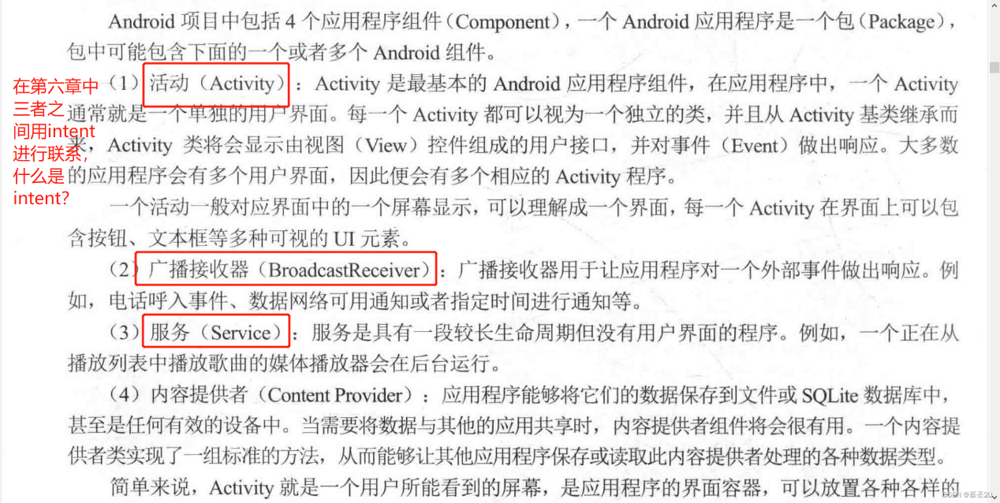 Android 项目中包括 4 个应用程序组件（Component），一个 Android 应用程序是一个包（Package），
包中可能包含下面的一个或者多个 Android 组件。
（1）活动（Activity）：Activity 是最基本的 Android 应用程序组件，在应用程序中，一个 Activity
通常就是一个单独的用户界面。每一个 Activity 都可以视为一个独立的类，并且从 Activity 基类继承而
来，Activity 类将会显示由视图（View）控件组成的用户接口，并对事件（Event）做出响应。大多数
的应用程序会有多个用户界面，因此便会有多个相应的 Activity 程序。
一个活动一般对应界面中的一个屏幕显示，可以理解成一个界面，每一个 Activity 在界面上可以包
含按钮、文本框等多种可视的 UI 元素。
（2）广播接收器（BroadcastReceiver）：广播接收器用于让应用程序对一个外部事件做出响应。例
如，电话呼入事件、数据网络可用通知或者指定时间进行通知等。
（3）服务（Service）：服务是具有一段较长生命周期但没有用户界面的程序。例如，一个正在从
播放列表中播放歌曲的媒体播放器会在后台运行。
（4）内容提供者（Content Provider）：应用程序能够将它们的数据保存到文件或 SQLite 数据库中，
甚至是任何有效的设备中。当需要将数据与其他的应用共享时，内容提供者组件将会很有用。一个内容提
供者类实现了一组标准的方法，从而能够让其他应用程序保存或读取此内容提供者处理的各种数据类型。
简单来说，Activity 就是一个用户所能看到的屏幕，是应用程序的界面容器，可以放置各种各样的
在第六章中
三者之
间用intent
进行联系，
什么是
intent?